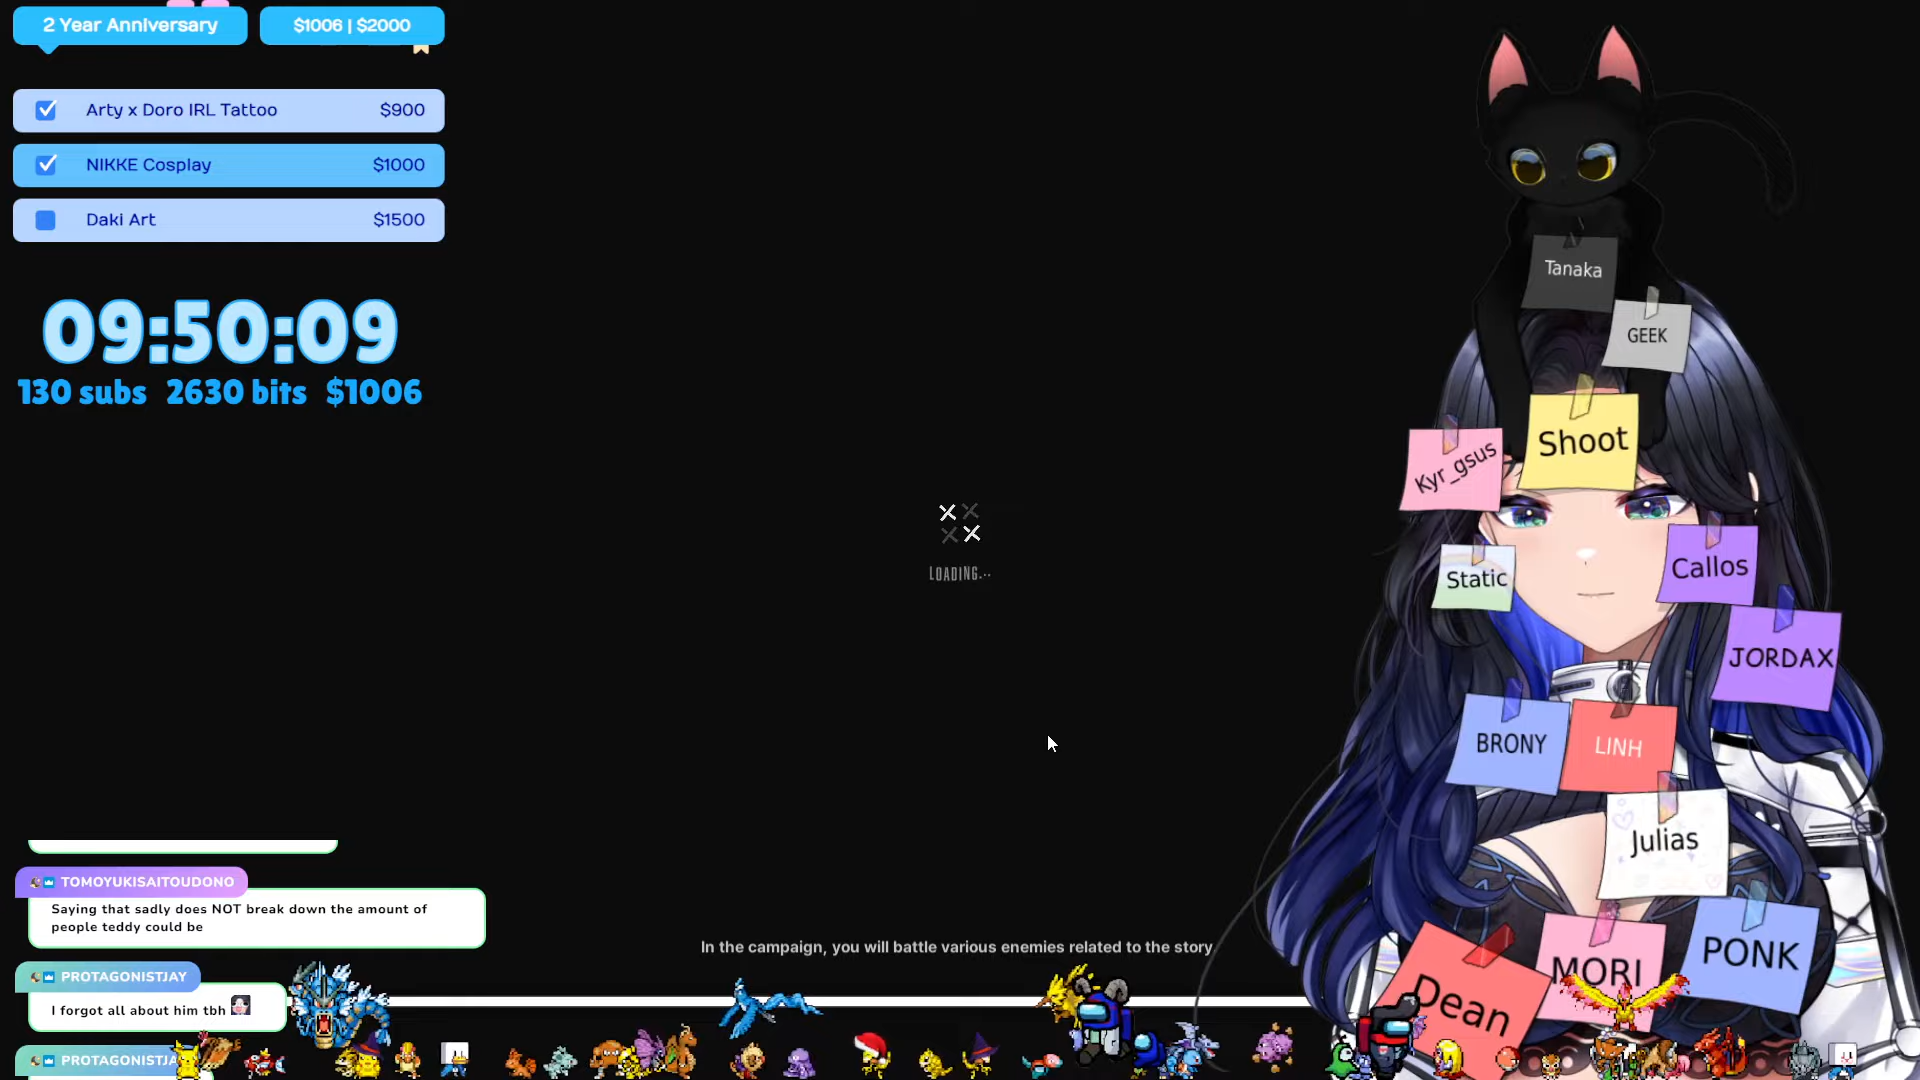 2 Year Anniversary
$1006 | $2000
Arty x Doro IRL Tattoo $900
NIKKE Cosplay $1000
Daki Art $1500
09:50:09
130 subs 2630 bits $1006
Tanaka
GEEK
Shoot
Kyr_gsus
Static
Callos
JORDAX
BRONY
LINH
Julias
Dean
MORI
PONK
LOADING...
TOMOYUKISAITOUDONO
Saying that sadly does NOT break down the amount of
people teddy could be
In the campaign, you will battle various enemies related to the story
PROTAGONISTJAY
I forgot all about him tbh
PROTAGONISTJA